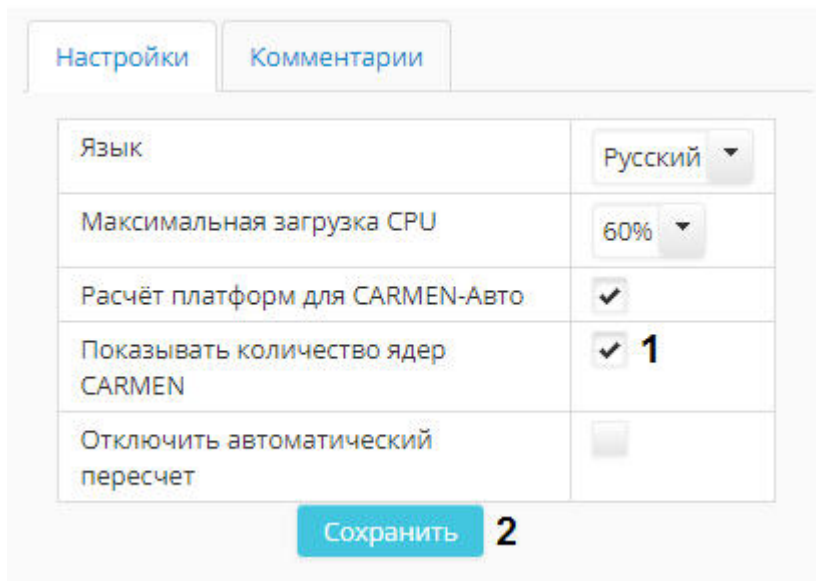 Настройки Комментарии
Язык Русский
Максимальная загрузка CPU 60%
Расчёт платформ для CARMEN-Авто
Показывать количество ядер 1
CARMEN
Отключить автоматический
пересчет
Сохранить 2